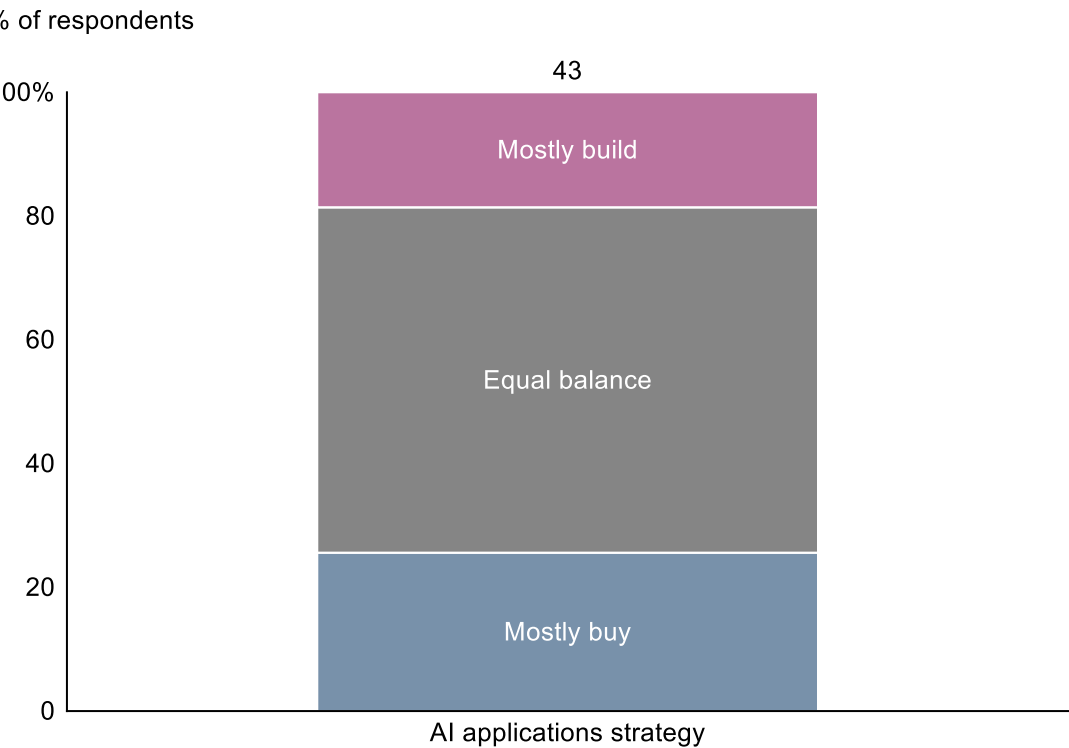 % of respondents
43
00%
Mostly build
80
60
Equal balance
40
20
Mostly buy
0
AI applications strategy